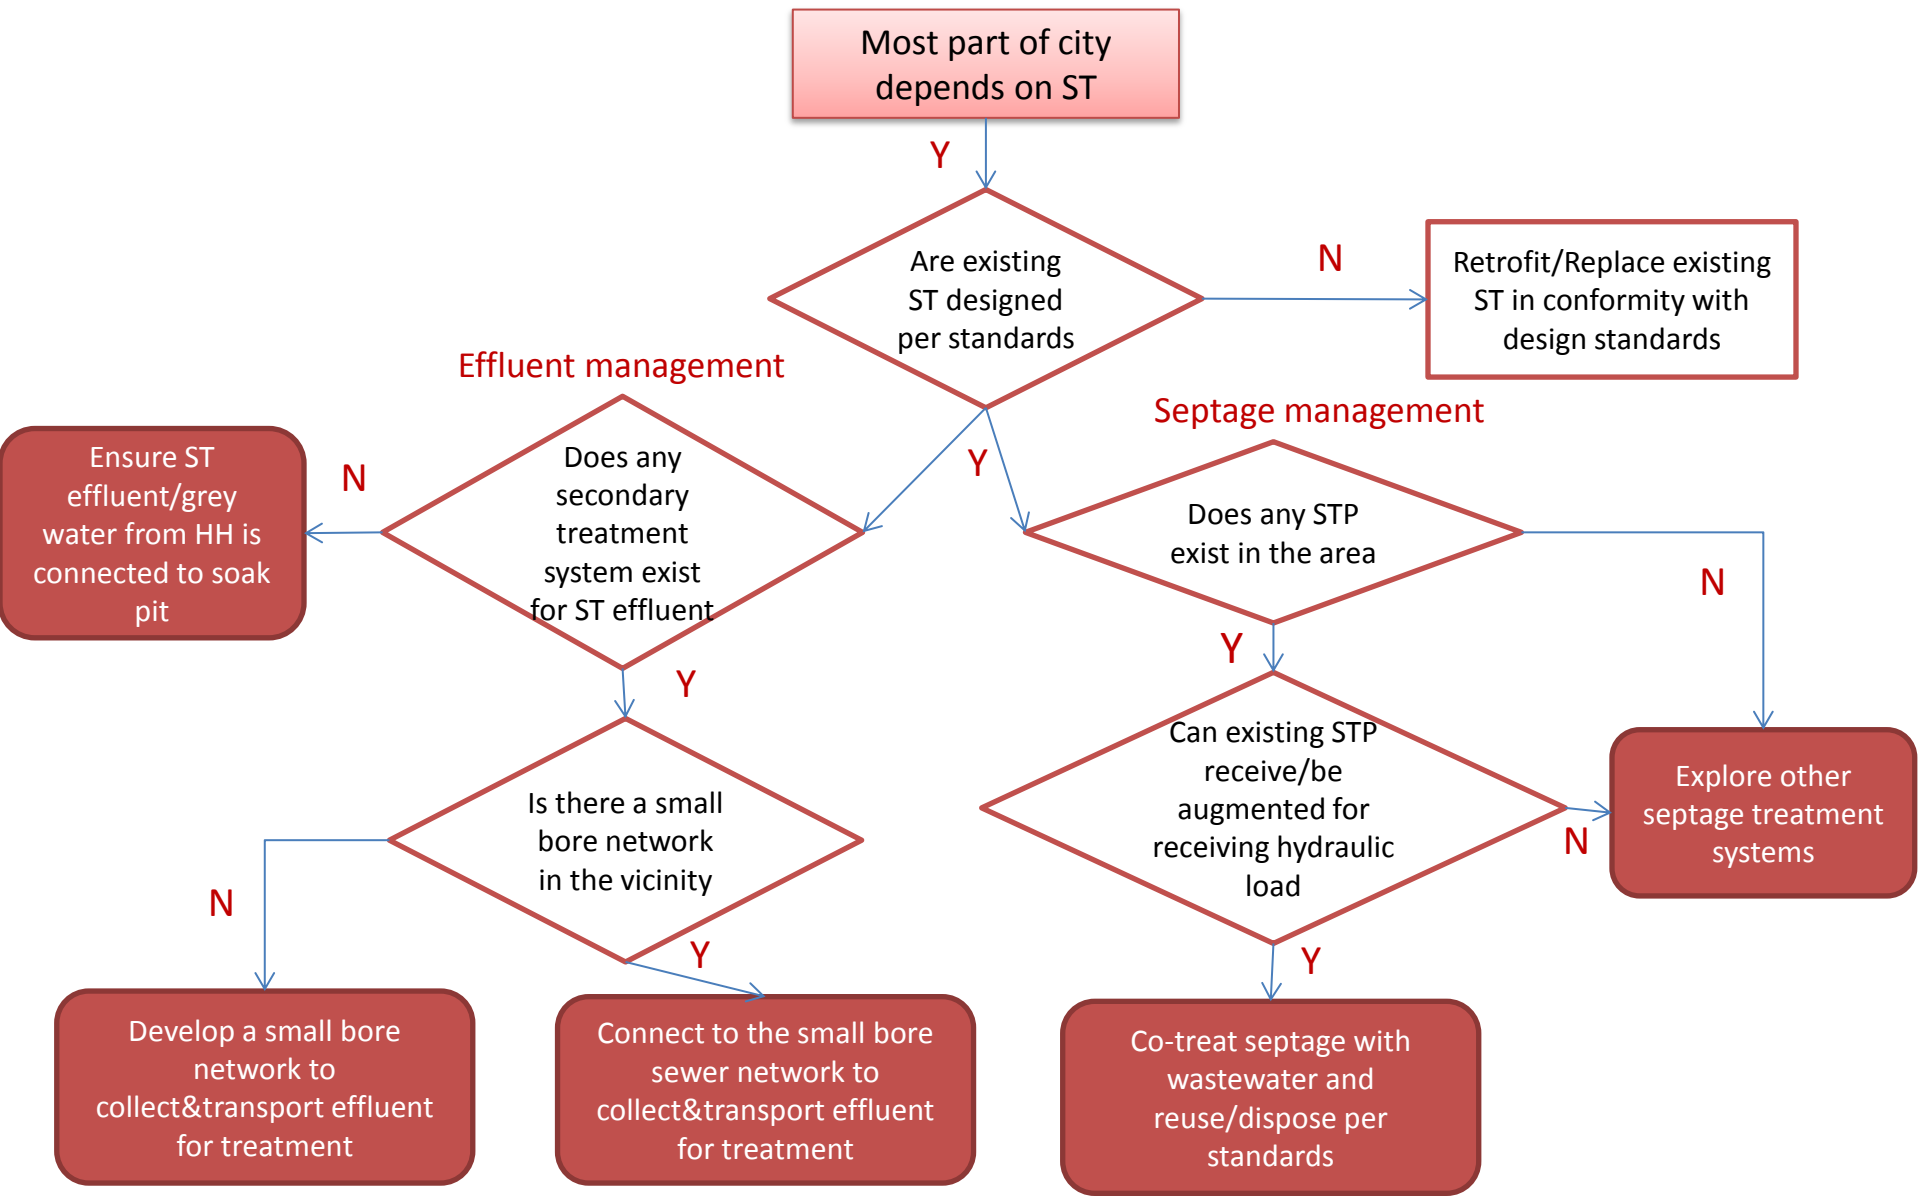 Most part of city
depends on ST
Y
Are existing
ST designed
per standards
N
Retrofit/Replace existing
ST in conformity with
design standards
Effluent management
Septage management
Y
Ensure ST
effluent/grey
water from HH is
connected to soak
pit
N
Does any
secondary
treatment
system exist
for ST effluent
Does any STP
exist in the area
N
Y
Y
Is there a small
bore network
in the vicinity
Can existing STP
receive/be
augmented for
receiving hydraulic
load
N
Explore other
septage treatment
systems
N
Y
Y
Develop a small bore
network to
collect&transport effluent
for treatment
Connect to the small bore
sewer network to
collect&transport effluent
for treatment
Co-treat septage with
wastewater and
reuse/dispose per
standards